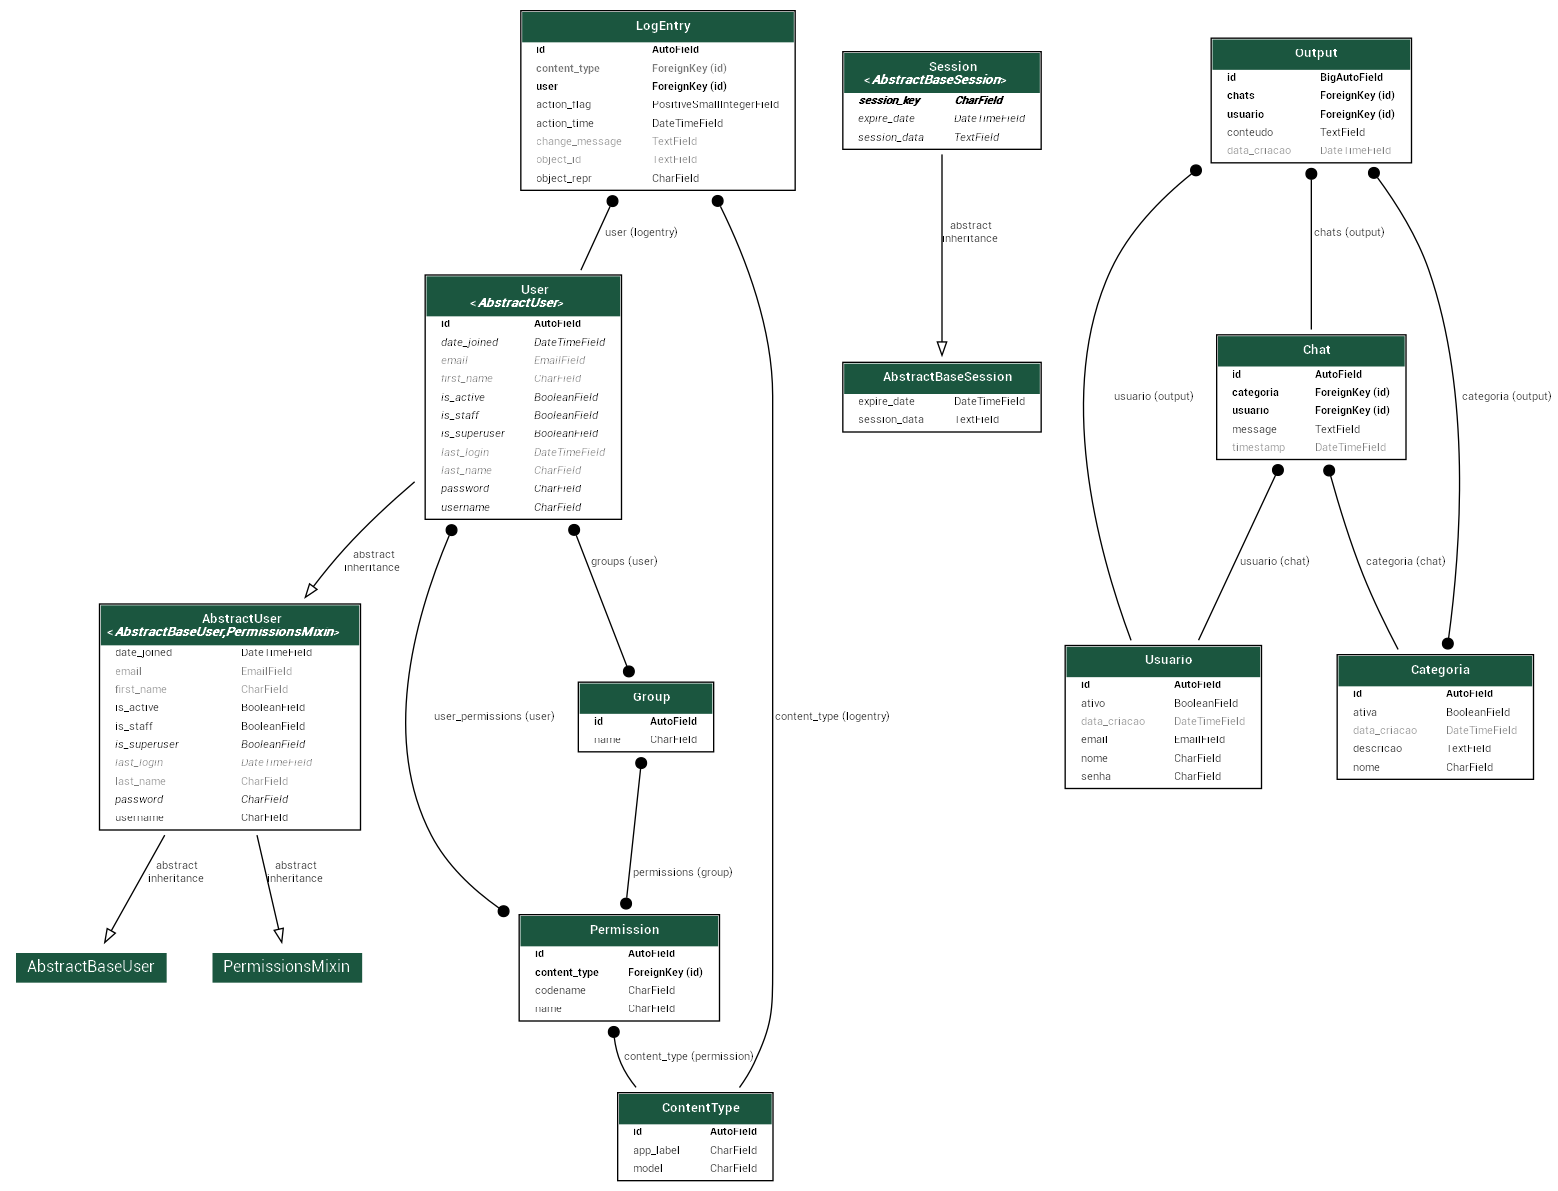 LogEntry
id AutoField
content_type ForeignKey (id)
user ForeignKey (id)
action_flag PositiveSmallIntegerField
action_time DateTimeField
change_message TextField
object_id TextField
object_repr CharField
user (logentry)
User
<AbstractUser>
id AutoField
date_joined DateTimeField
email EmailField
first_name CharField
is_active BooleanField
is_staff BooleanField
is_superuser BooleanField
last_login DateTimeField
last_name CharField
password CharField
username CharField
abstract
inheritance
groups (user)
AbstractUser
<AbstractBaseUser,PermissionsMixin>
date_joined DateTimeField
email EmailField
first_name CharField
is_active BooleanField
is_staff BooleanField
is_superuser BooleanField
last_login DateTimeField
last_name CharField
password CharField
username CharField
abstract
inheritance
abstract
inheritance
AbstractBaseUser
PermissionsMixin
user_permissions (user)
Group
id AutoField
name CharField
content_type (logentry)
permissions (group)
Permission
id AutoField
content_type ForeignKey (id)
codename CharField
name CharField
content_type (permission)
ContentType
id AutoField
app_label CharField
model CharField
Session
<AbstractBaseSession>
session_key CharField
expire_date DateTimeField
session_data TextField
abstract
inheritance
AbstractBaseSession
expire_date DateTimeField
session_data TextField
Output
id BigAutoField
chats ForeignKey (id)
usuario ForeignKey (id)
conteudo TextField
data_criacao DateTimeField
chats (output)
usuario (output)
categoria (output)
Chat
id AutoField
categoria ForeignKey (id)
usuario ForeignKey (id)
message TextField
timestamp DateTimeField
usuario (chat)
categoria (chat)
Usuario
id AutoField
ativo BooleanField
data_criacao DateTimeField
email EmailField
nome CharField
senha CharField
Categoria
id AutoField
ativa BooleanField
data_criacao DateTimeField
descricao TextField
nome CharField